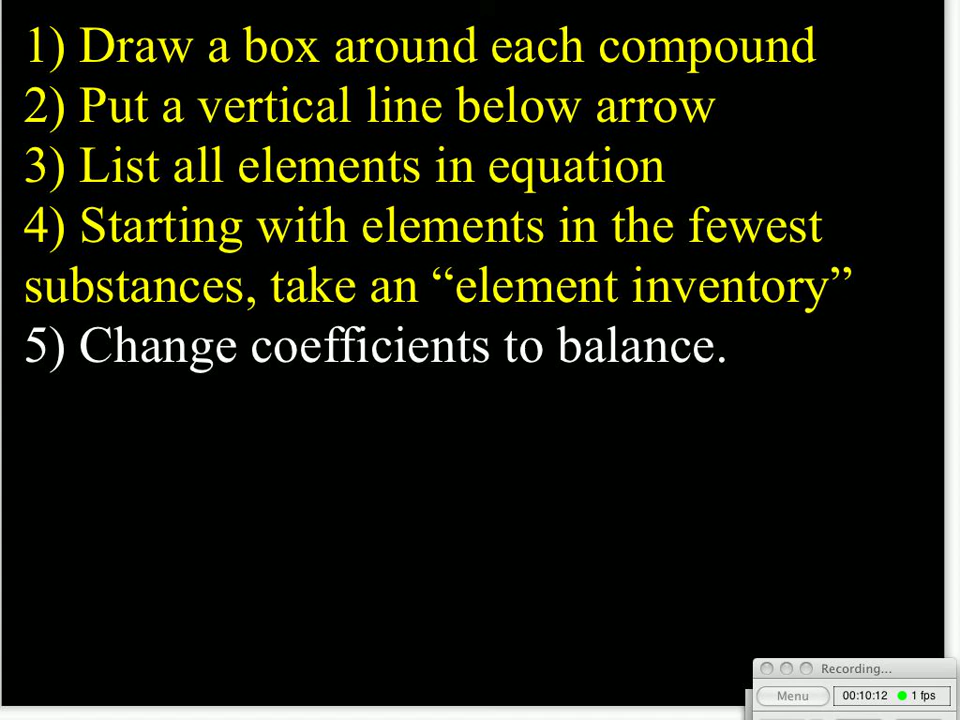 1) Draw a box around each compound
2) Put a vertical line below arrow
3) List all elements in equation
4) Starting with elements in the fewest
substances, take an “element inventory”
5) Change coefficients to balance.
Recording...
Menu
00:10:12 1 fps